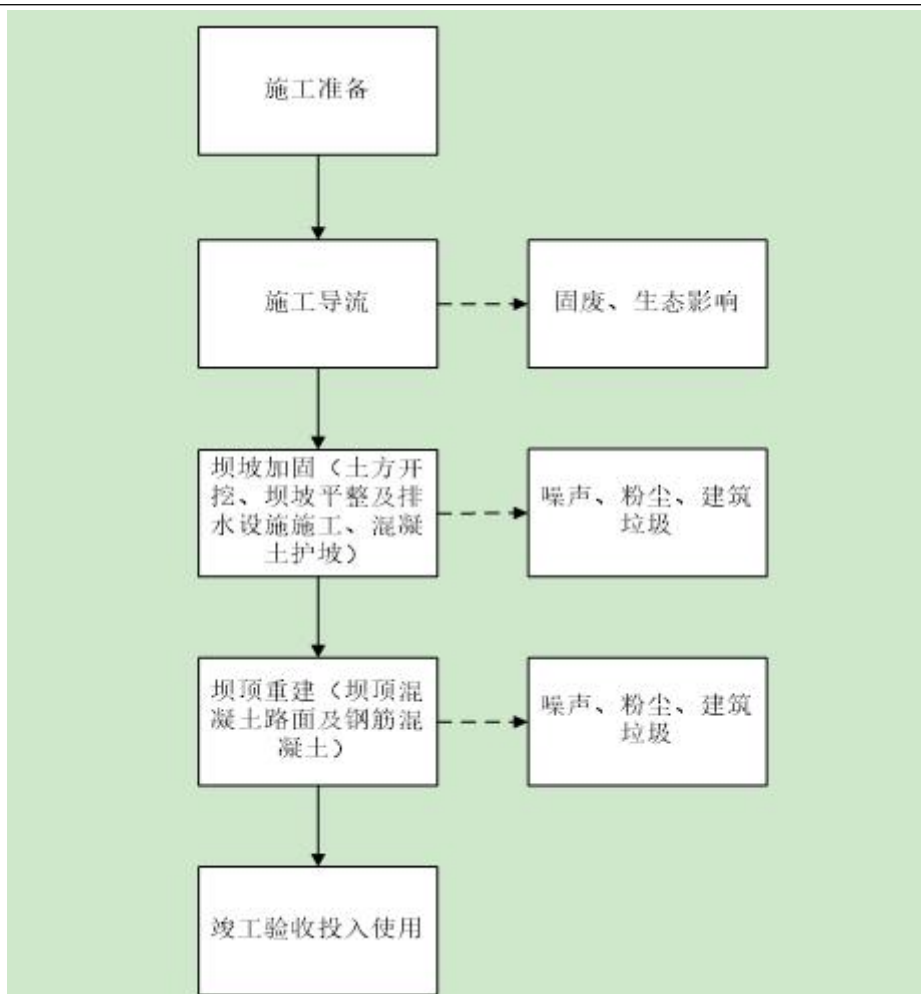 施工准备
施工导流
固废、生态影响
坝坡加固（土方开
挖、坝坡平整及排
水设施施工、混凝
土护坡）
噪声、粉尘、建筑
垃圾
坝顶重建（坝顶混
凝土路面及钢筋混
凝土）
噪声、粉尘、建筑
垃圾
竣工验收投入使用